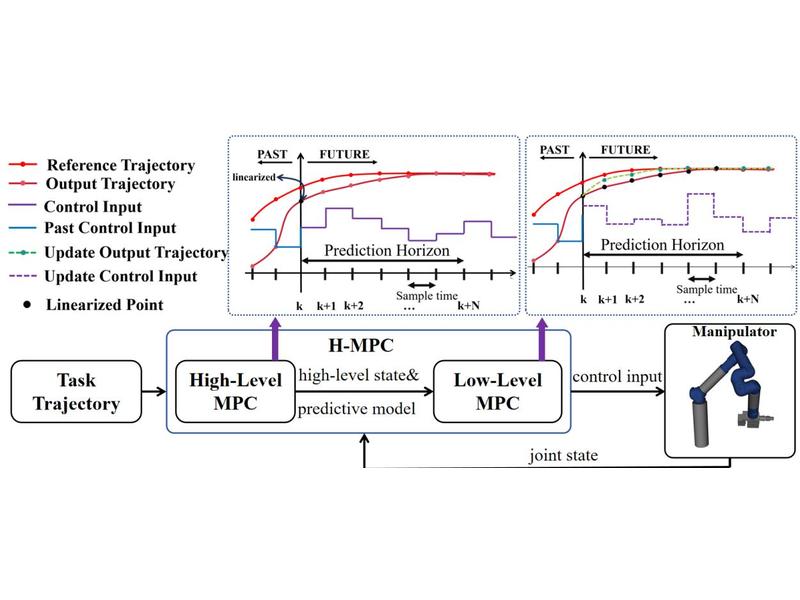 Reference Trajectory
Output Trajectory
Control Input
Past Control Input
Update Output Trajectory
Update Control Input
Linearized Point
PAST FUTURE
linearized
Prediction Horizon
Sample time
k k+1 k+2 ... k+N
PAST FUTURE
Prediction Horizon
Sample time
k k+1 k+2 ... k+N
Task
Trajectory
H-MPC
High-Level
MPC
high-level state&
predictive model
Low-Level
MPC
control input
Manipulator
joint state